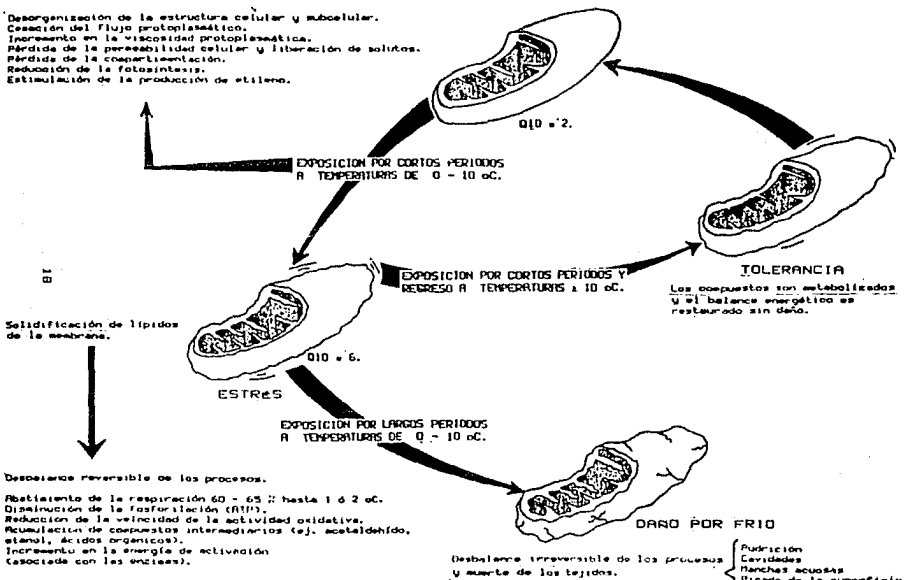 Desorganización de la estructura celular y subcelular.
Cesación del flujo protoplasmático.
Incremento en la viscosidad protoplasmática.
Pérdida de la permeabilidad celular y liberación de solutos.
Pérdida de la compartimentación.
Reducción de la fotosíntesis.
Estimulación de la producción de etileno.
Q10 = 2.
EXPOSICION POR CORTOS PERIODOS
A TEMPERATURAS DE 0 - 10 oC.
TOLERANCIA
Los compuestos son metabolizados
y el balance energético es
restaurado sin daño.
EXPOSICION POR CORTOS PERIODOS Y
REGRESO A TEMPERATURAS ± 10 oC.
18
Solidificación de lípidos
de la membrana.
Q10 = 6.
ESTRéS
EXPOSICION POR LARGOS PERIODOS
A TEMPERATURAS DE 0 - 10 oC.
Desbalance reversible de los procesos.
Abatimiento de la respiración 60 - 65 % hasta 1 ó 2 oC.
Disminución de la fosforilación (ATP).
Reducción de la velocidad de la actividad oxidativa.
Acumulación de compuestos intermediarios (ej. acetaldehído,
etanol, ácidos orgánicos).
Incremento en la energía de activación
(asociada con las enzimas).
DAÑO POR FRIO
Desbalance irreversible de los procesos
y muerte de los tejidos.
Pudrición
Cavidades
Manchas acuosas
Picado de la superficie